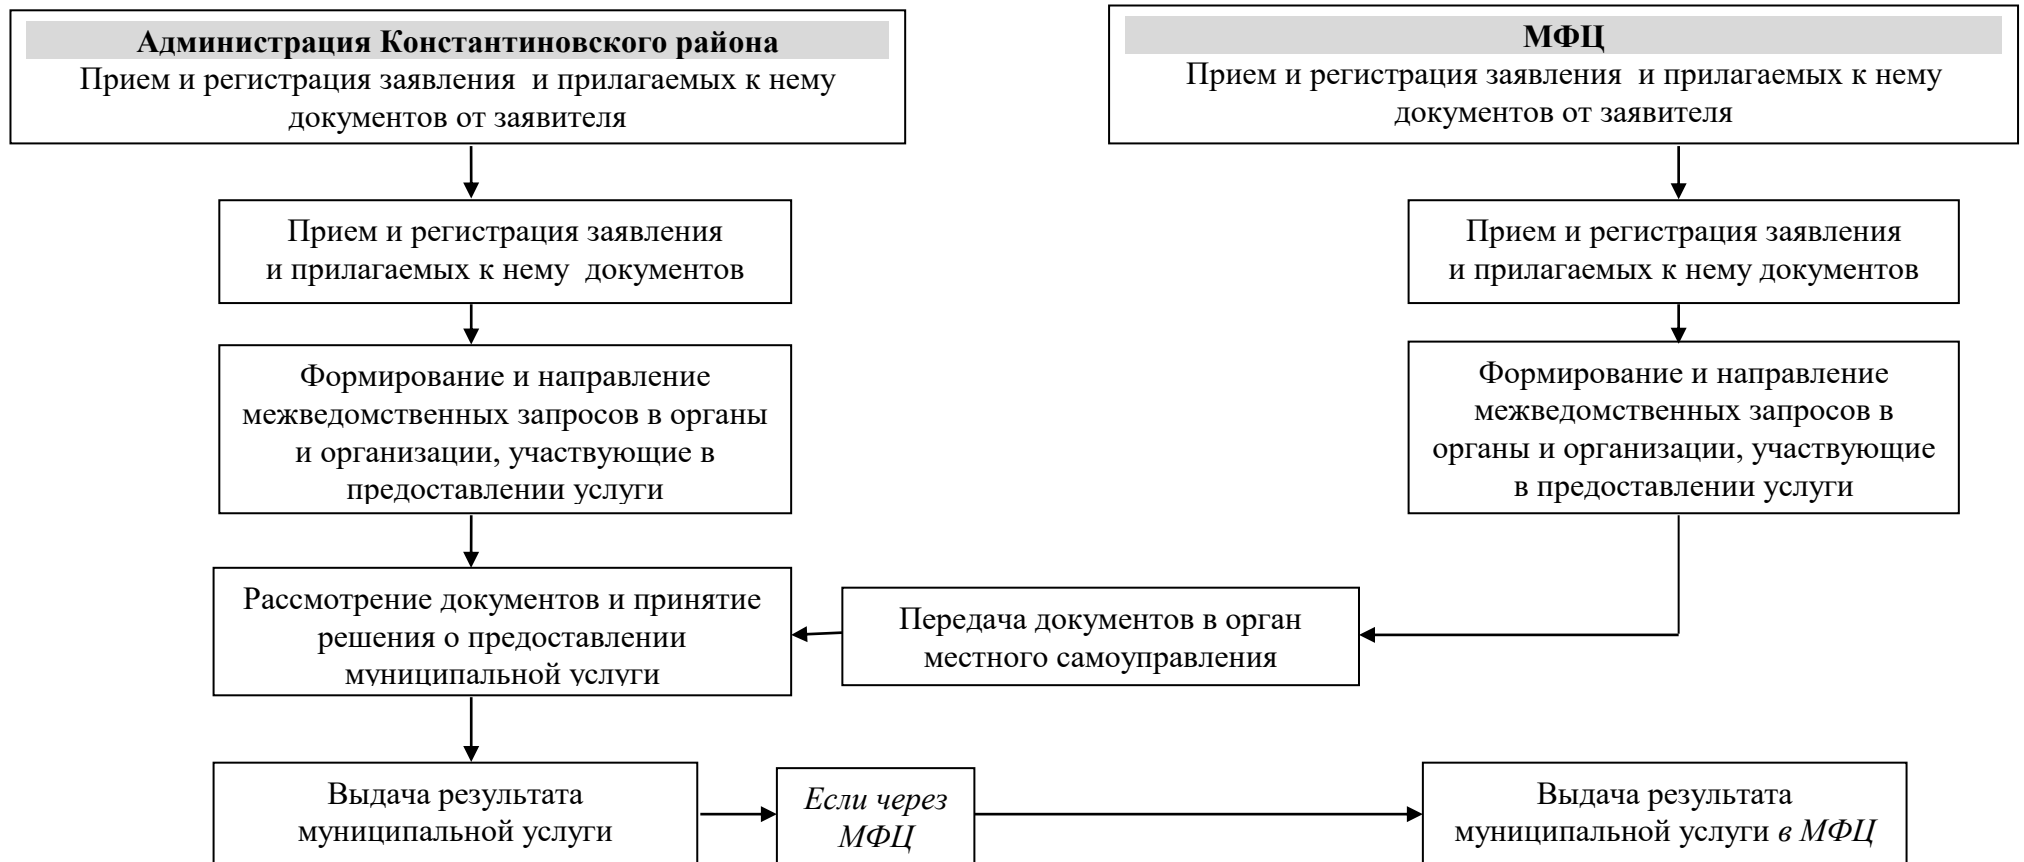 Администрация Константиновского района
Прием и регистрация заявления и прилагаемых к нему
документов от заявителя
МФЦ
Прием и регистрация заявления и прилагаемых к нему
документов от заявителя
Прием и регистрация заявления
и прилагаемых к нему документов
Прием и регистрация заявления
и прилагаемых к нему документов
Формирование и направление
межведомственных запросов в органы
и организации, участвующие в
предоставлении услуги
Формирование и направление
межведомственных запросов в
органы и организации, участвующие
в предоставлении услуги
Рассмотрение документов и принятие
решения о предоставлении
муниципальной услуги
Передача документов в орган
местного самоуправления
Выдача результата
муниципальной услуги
Если через
МФЦ
Выдача результата
муниципальной услуги в МФЦ